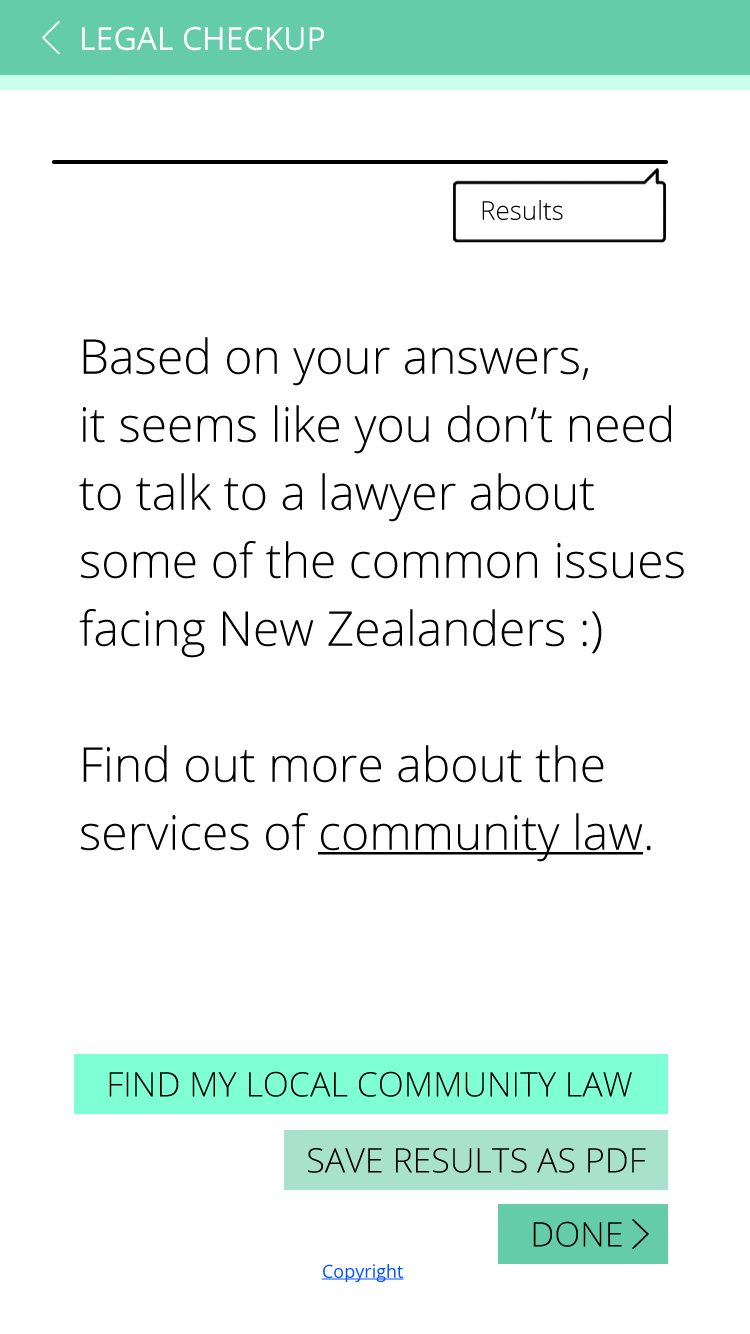 LEGAL CHECKUP
Results
Based on your answers,
it seems like you don’t need
to talk to a lawyer about
some of the common issues
facing New Zealanders :)
Find out more about the
services of community law.
FIND MY LOCAL COMMUNITY LAW
SAVE RESULTS AS PDF
DONE
Copyright